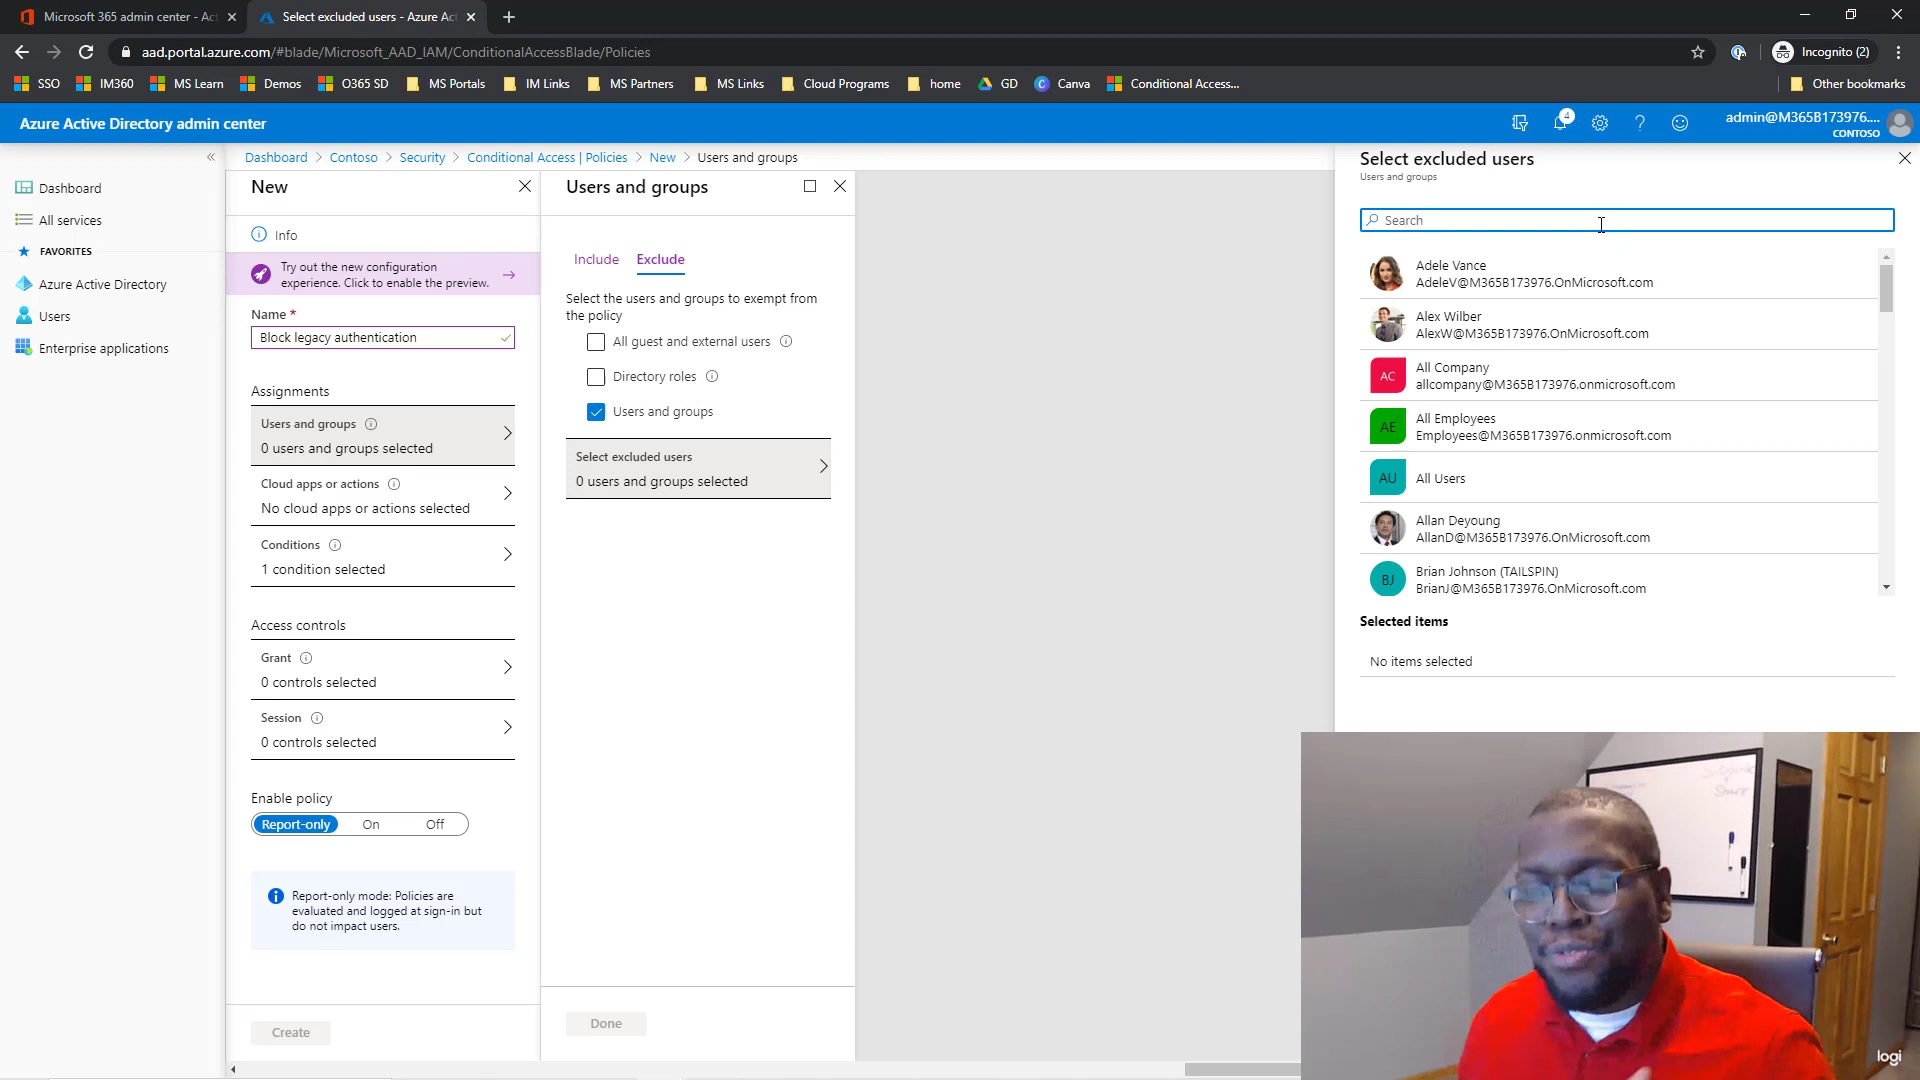 Microsoft 365 admin center - Act
Select excluded users - Azure Act
aad.portal.azure.com/#blade/Microsoft_AAD_IAM/ConditionalAccessBlade/Policies
Incognito (2)
SSO
IM360
MS Learn
Demos
O365 SD
MS Portals
IM Links
MS Partners
MS Links
Cloud Programs
home
GD
Canva
Conditional Access...
Other bookmarks
Azure Active Directory admin center
4
admin@M365B173976....
CONTOSO
Dashboard > Contoso > Security > Conditional Access | Policies > New > Users and groups
Dashboard
All services
FAVORITES
Azure Active Directory
Users
Enterprise applications
New
Info
Try out the new configuration
experience. Click to enable the preview.
Name *
Block legacy authentication
Assignments
Users and groups
0 users and groups selected
Cloud apps or actions
No cloud apps or actions selected
Conditions
1 condition selected
Access controls
Grant
0 controls selected
Session
0 controls selected
Enable policy
Report-only
On
Off
Report-only mode: Policies are
evaluated and logged at sign-in but
do not impact users.
Create
Users and groups
Include
Exclude
Select the users and groups to exempt from
the policy
All guest and external users
Directory roles
Users and groups
Select excluded users
0 users and groups selected
Done
Select excluded users
Users and groups
Search
Adele Vance
AdeleV@M365B173976.OnMicrosoft.com
Alex Wilber
AlexW@M365B173976.OnMicrosoft.com
AC
All Company
allcompany@M365B173976.onmicrosoft.com
AE
All Employees
Employees@M365B173976.onmicrosoft.com
AU
All Users
Allan Deyoung
AllanD@M365B173976.OnMicrosoft.com
BJ
Brian Johnson (TAILSPIN)
BrianJ@M365B173976.OnMicrosoft.com
Selected items
No items selected
Share
logi